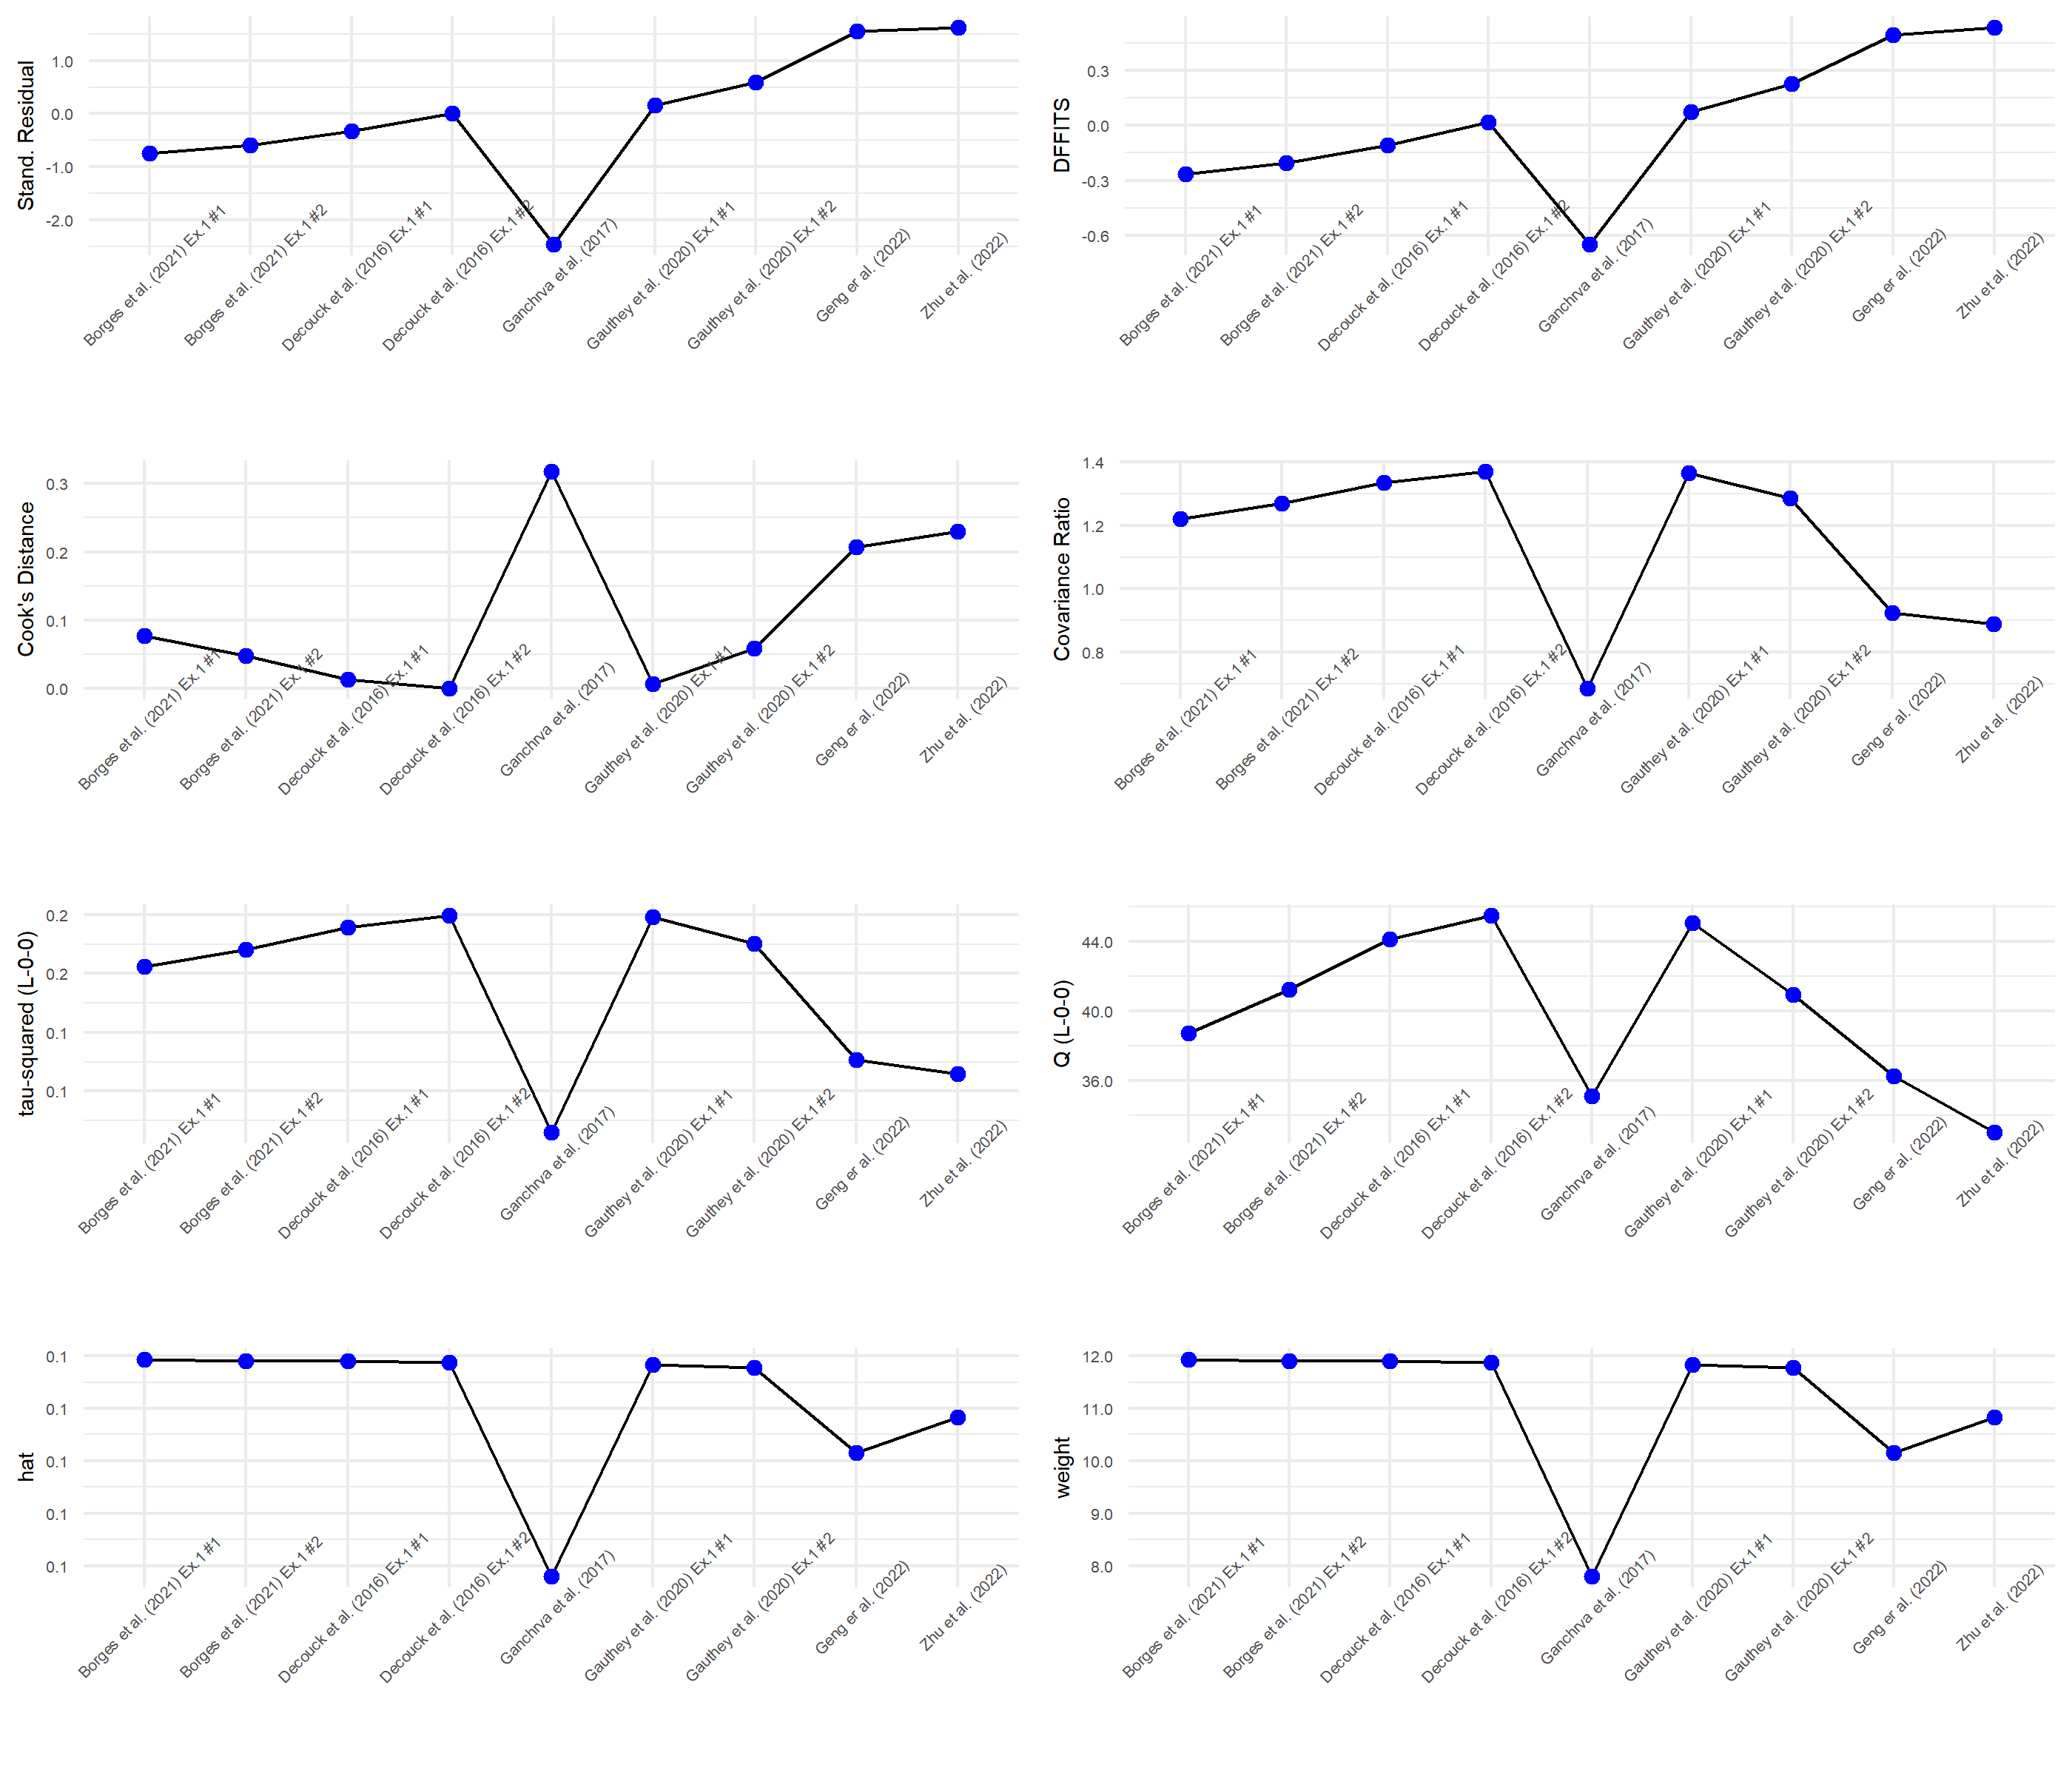 Stand. Residual
1.0
0.0
-1.0
-2.0
Borges et al. (2021) Ex.1 #1
Borges et al. (2021) Ex.1 #2
Decouck et al. (2016) Ex.1 #1
Decouck et al. (2016) Ex.1 #2
Ganchrva et al. (2017)
Gauthey et al. (2020) Ex.1 #1
Gauthey et al. (2020) Ex.1 #2
Geng er al. (2022)
Zhu et al. (2022)
DFFITS
0.3
0.0
-0.3
-0.6
Borges et al. (2021) Ex.1 #1
Borges et al. (2021) Ex.1 #2
Decouck et al. (2016) Ex.1 #1
Decouck et al. (2016) Ex.1 #2
Ganchrva et al. (2017)
Gauthey et al. (2020) Ex.1 #1
Gauthey et al. (2020) Ex.1 #2
Geng er al. (2022)
Zhu et al. (2022)
Cook's Distance
0.3
0.2
0.1
0.0
Borges et al. (2021) Ex.1 #1
Borges et al. (2021) Ex.1 #2
Decouck et al. (2016) Ex.1 #1
Decouck et al. (2016) Ex.1 #2
Ganchrva et al. (2017)
Gauthey et al. (2020) Ex.1 #1
Gauthey et al. (2020) Ex.1 #2
Geng er al. (2022)
Zhu et al. (2022)
Covariance Ratio
1.4
1.2
1.0
0.8
Borges et al. (2021) Ex.1 #1
Borges et al. (2021) Ex.1 #2
Decouck et al. (2016) Ex.1 #1
Decouck et al. (2016) Ex.1 #2
Ganchrva et al. (2017)
Gauthey et al. (2020) Ex.1 #1
Gauthey et al. (2020) Ex.1 #2
Geng er al. (2022)
Zhu et al. (2022)
tau-squared (L-0-0)
0.2
0.2
0.1
0.1
Borges et al. (2021) Ex.1 #1
Borges et al. (2021) Ex.1 #2
Decouck et al. (2016) Ex.1 #1
Decouck et al. (2016) Ex.1 #2
Ganchrva et al. (2017)
Gauthey et al. (2020) Ex.1 #1
Gauthey et al. (2020) Ex.1 #2
Geng er al. (2022)
Zhu et al. (2022)
Q (L-0-0)
44.0
40.0
36.0
Borges et al. (2021) Ex.1 #1
Borges et al. (2021) Ex.1 #2
Decouck et al. (2016) Ex.1 #1
Decouck et al. (2016) Ex.1 #2
Ganchrva et al. (2017)
Gauthey et al. (2020) Ex.1 #1
Gauthey et al. (2020) Ex.1 #2
Geng er al. (2022)
Zhu et al. (2022)
hat
0.1
0.1
0.1
0.1
0.1
Borges et al. (2021) Ex.1 #1
Borges et al. (2021) Ex.1 #2
Decouck et al. (2016) Ex.1 #1
Decouck et al. (2016) Ex.1 #2
Ganchrva et al. (2017)
Gauthey et al. (2020) Ex.1 #1
Gauthey et al. (2020) Ex.1 #2
Geng er al. (2022)
Zhu et al. (2022)
weight
12.0
11.0
10.0
9.0
8.0
Borges et al. (2021) Ex.1 #1
Borges et al. (2021) Ex.1 #2
Decouck et al. (2016) Ex.1 #1
Decouck et al. (2016) Ex.1 #2
Ganchrva et al. (2017)
Gauthey et al. (2020) Ex.1 #1
Gauthey et al. (2020) Ex.1 #2
Geng er al. (2022)
Zhu et al. (2022)